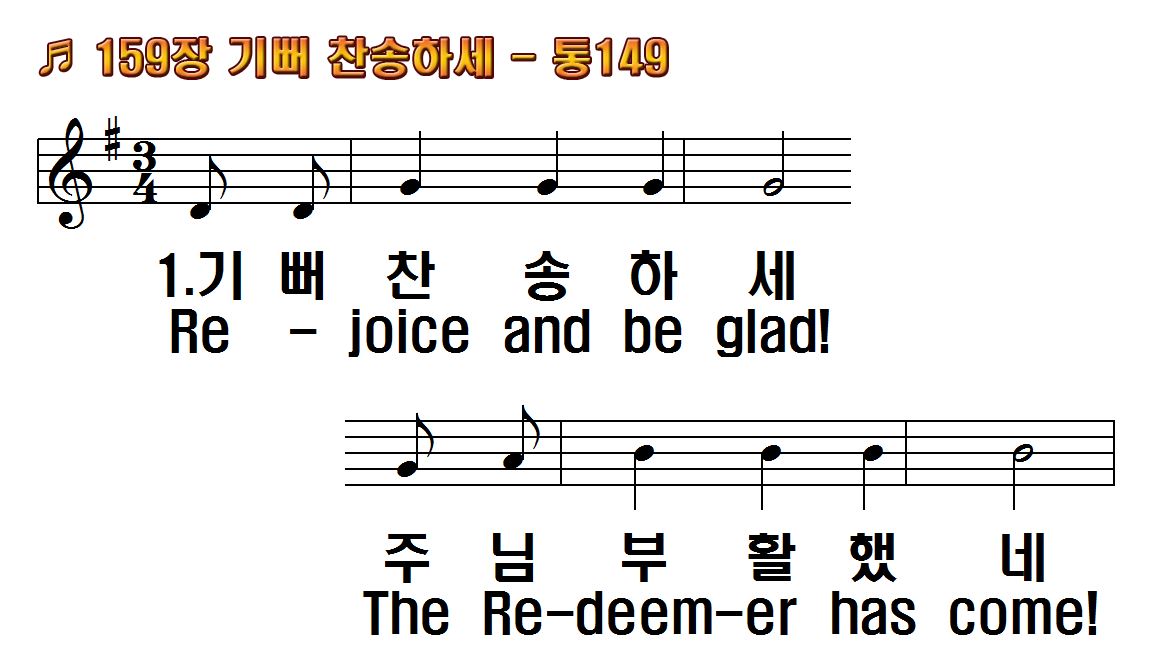 159장 기뻐 찬송하세 - 통149
3
4
1.기 뻐 찬 송 하 세
Re - joice and be glad!
주 님 부 활 했 네
The Re-deem-er has come!